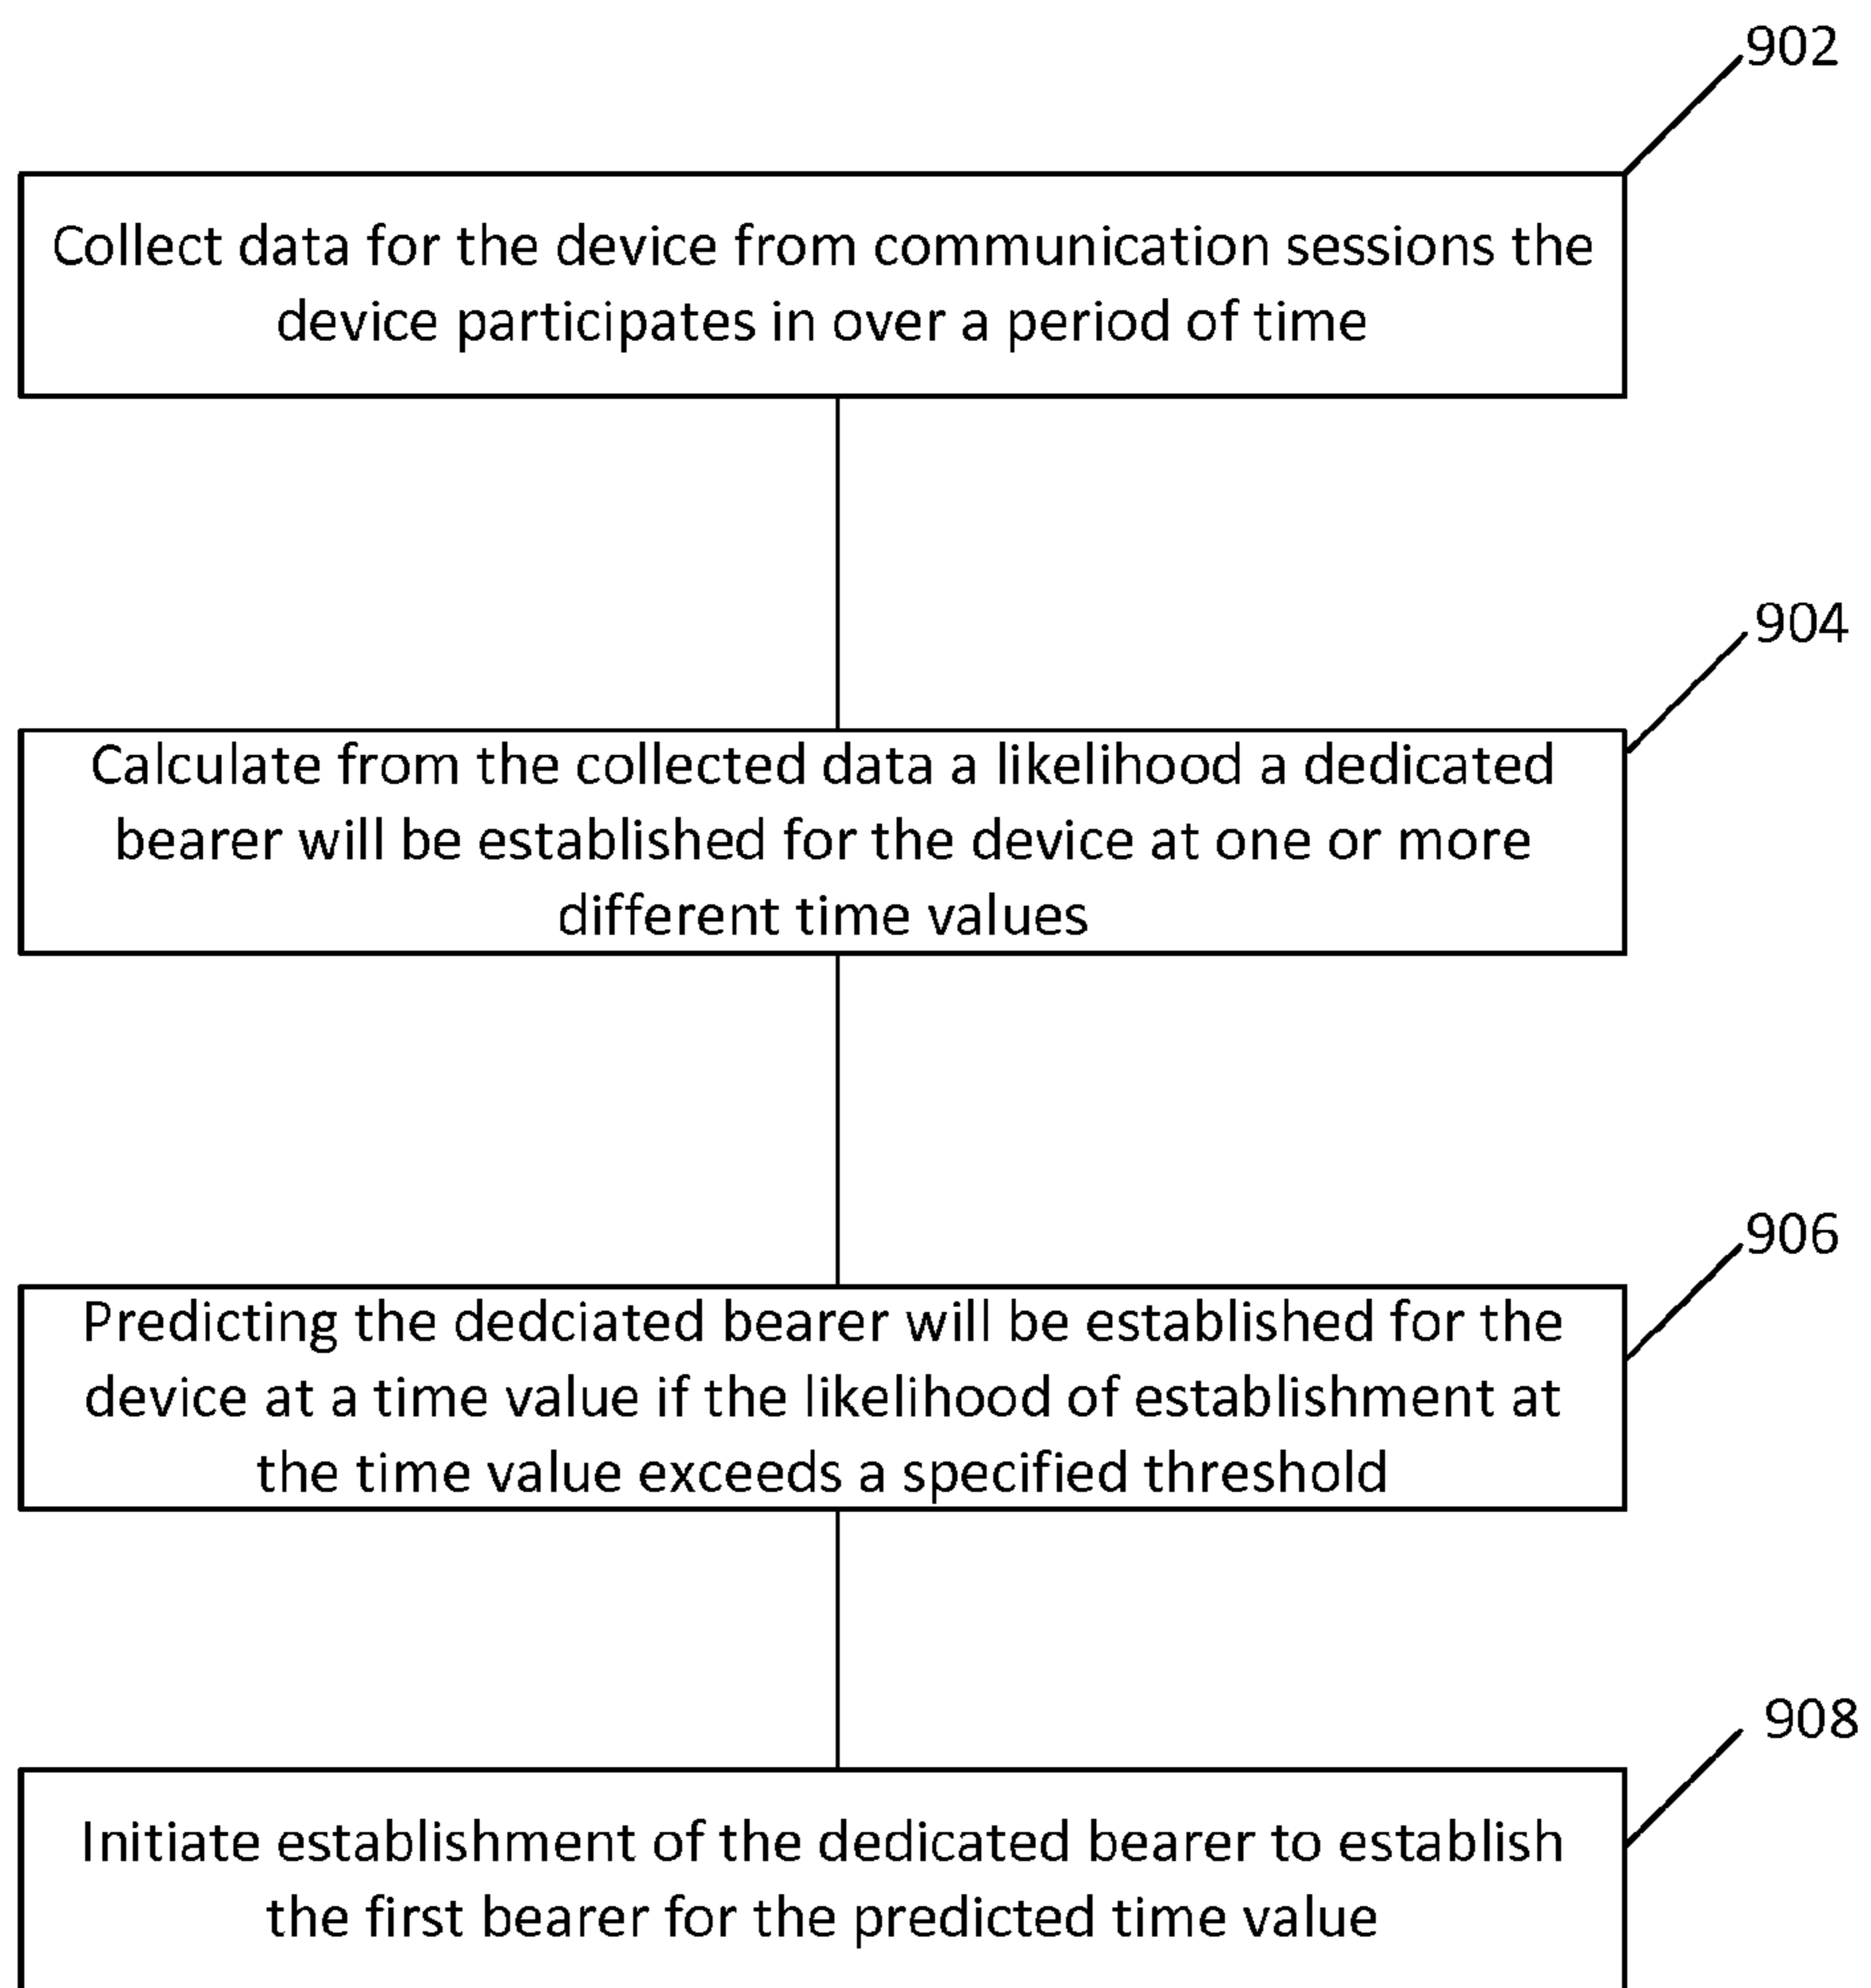 902
Collect data for the device from communication sessions the
device participates in over a period of time
904
Calculate from the collected data a likelihood a dedicated
bearer will be established for the device at one or more
different time values
906
Predicting the dedciated bearer will be established for the
device at a time value if the likelihood of establishment at
the time value exceeds a specified threshold
908
Initiate establishment of the dedicated bearer to establish
the first bearer for the predicted time value